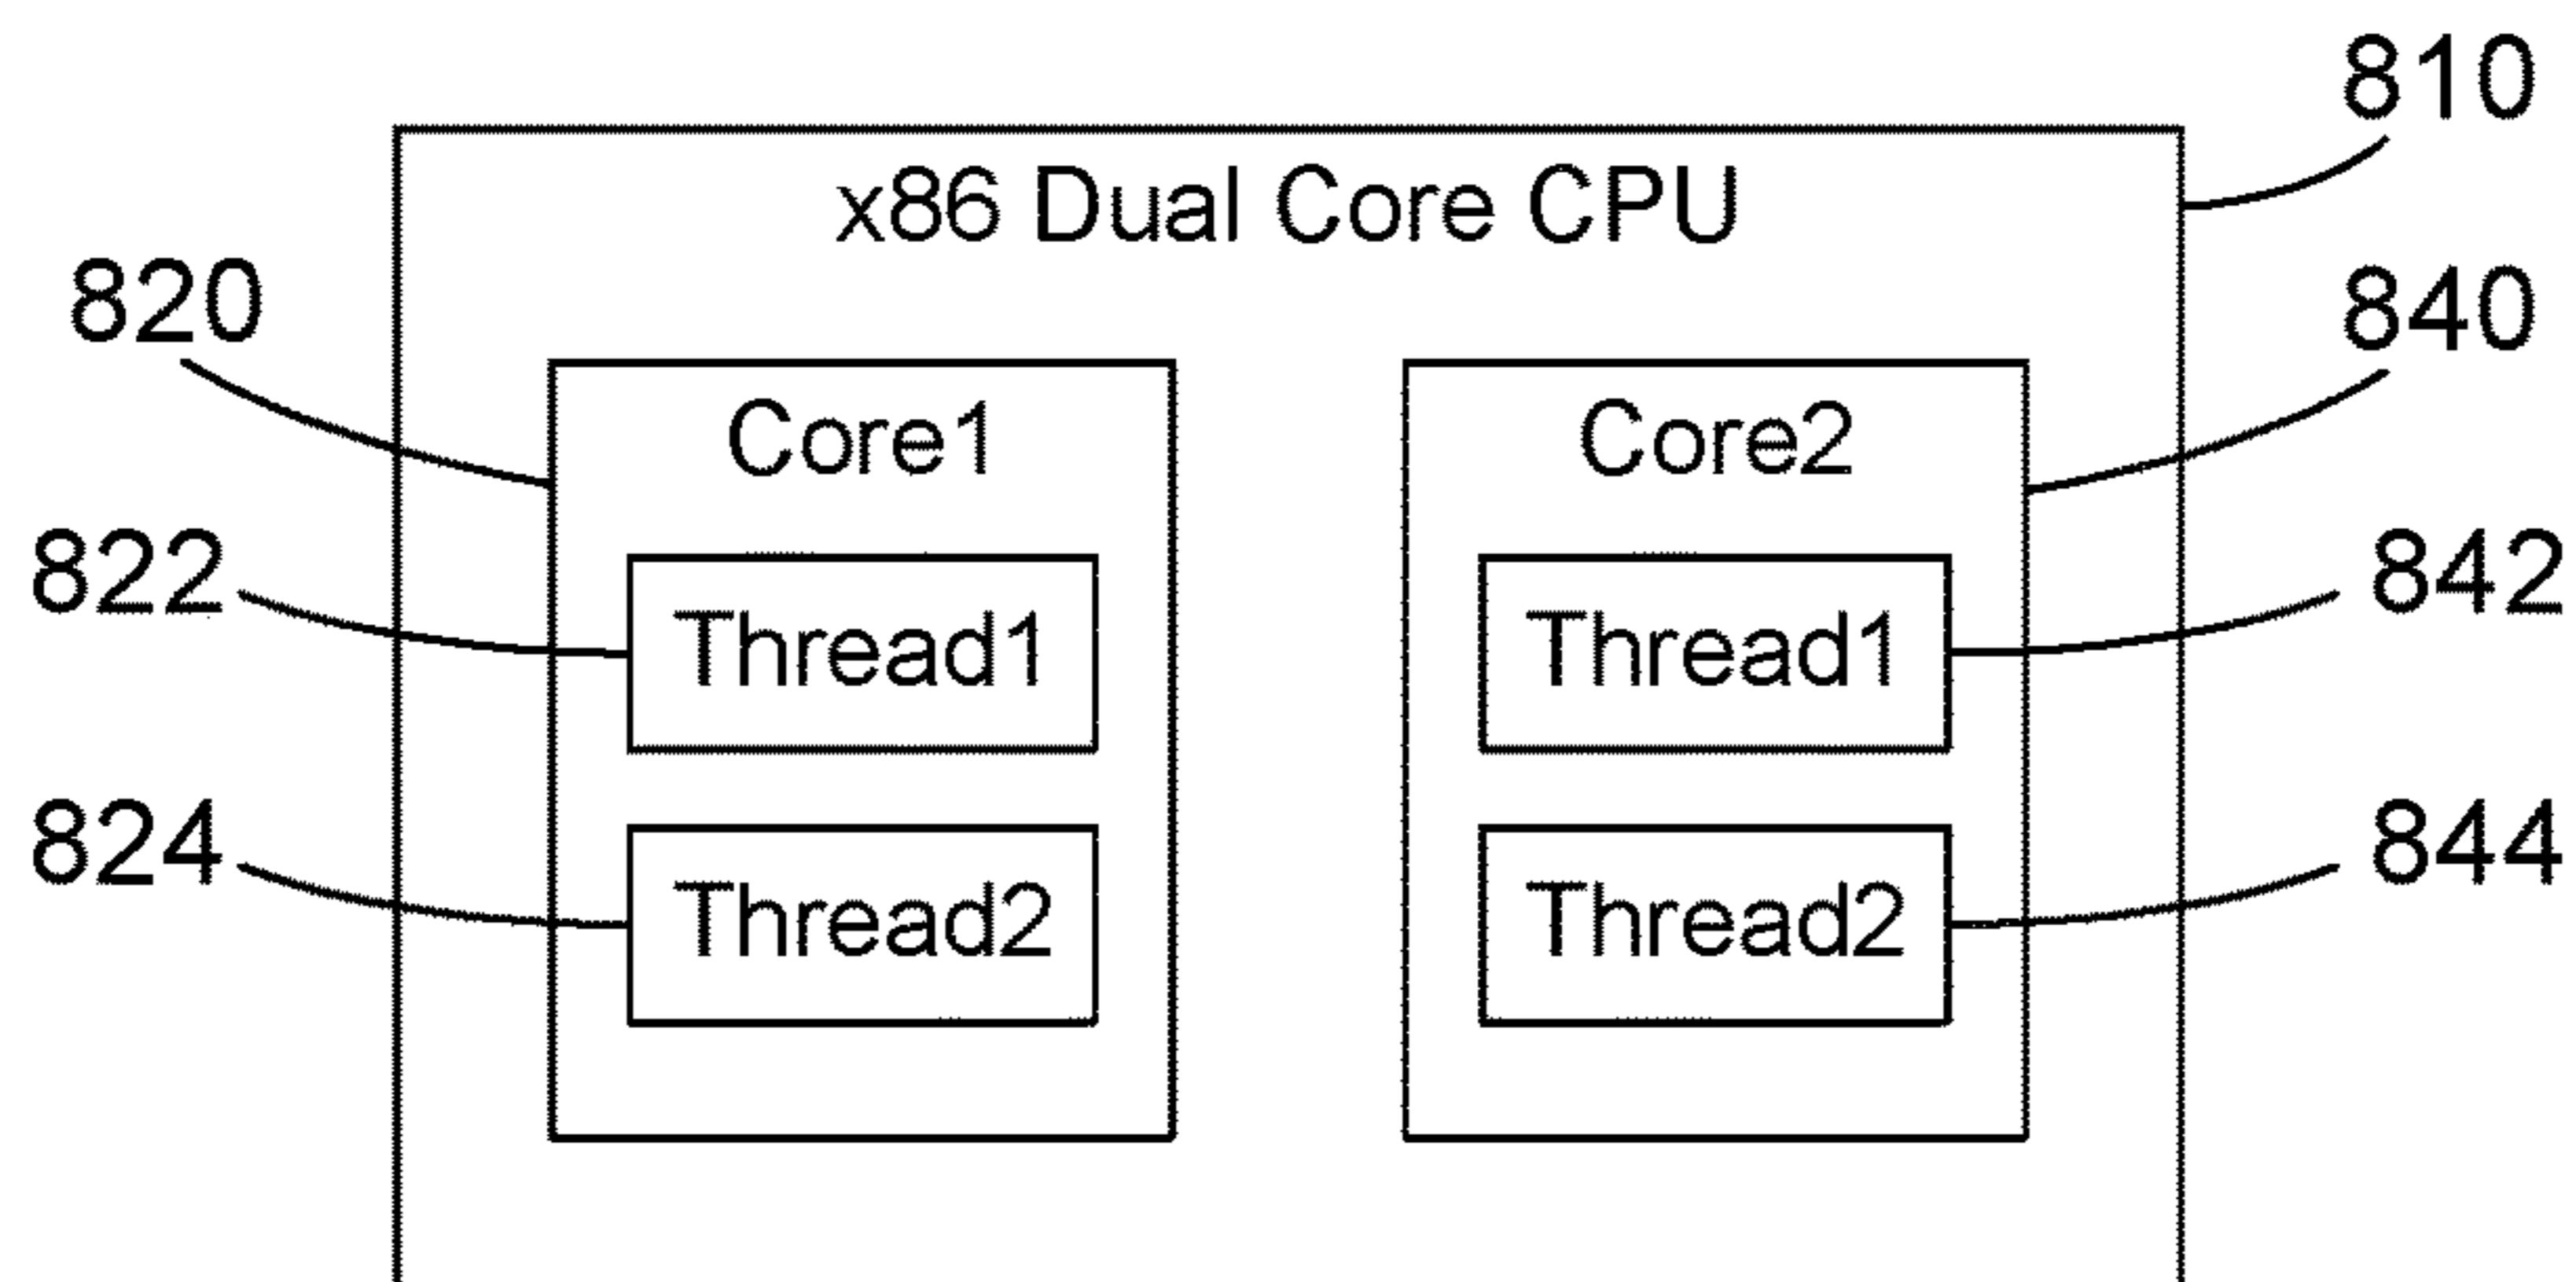 810
x86 Dual Core CPU
820
840
Core1
Core2
822
Thread1
Thread1
842
824
Thread2
Thread2
844